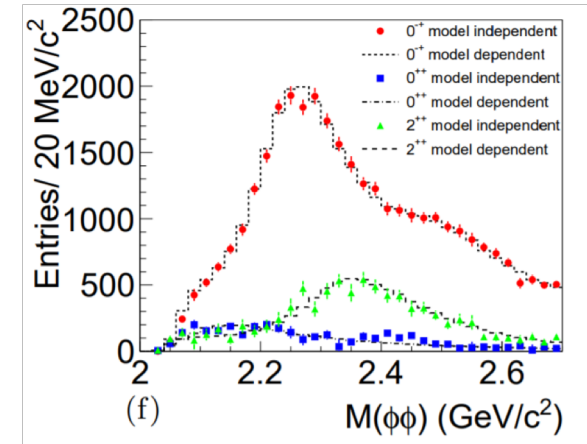 0⁻⁺ model independent
0⁻⁺ model dependent
0⁺⁺ model independent
0⁺⁺ model dependent
2⁺⁺ model independent
2⁺⁺ model dependent
Entries/ 20 MeV/c²
2500
2000
1500
1000
500
0
2 2.2 2.4 2.6
(f) M(ϕϕ) (GeV/c²)